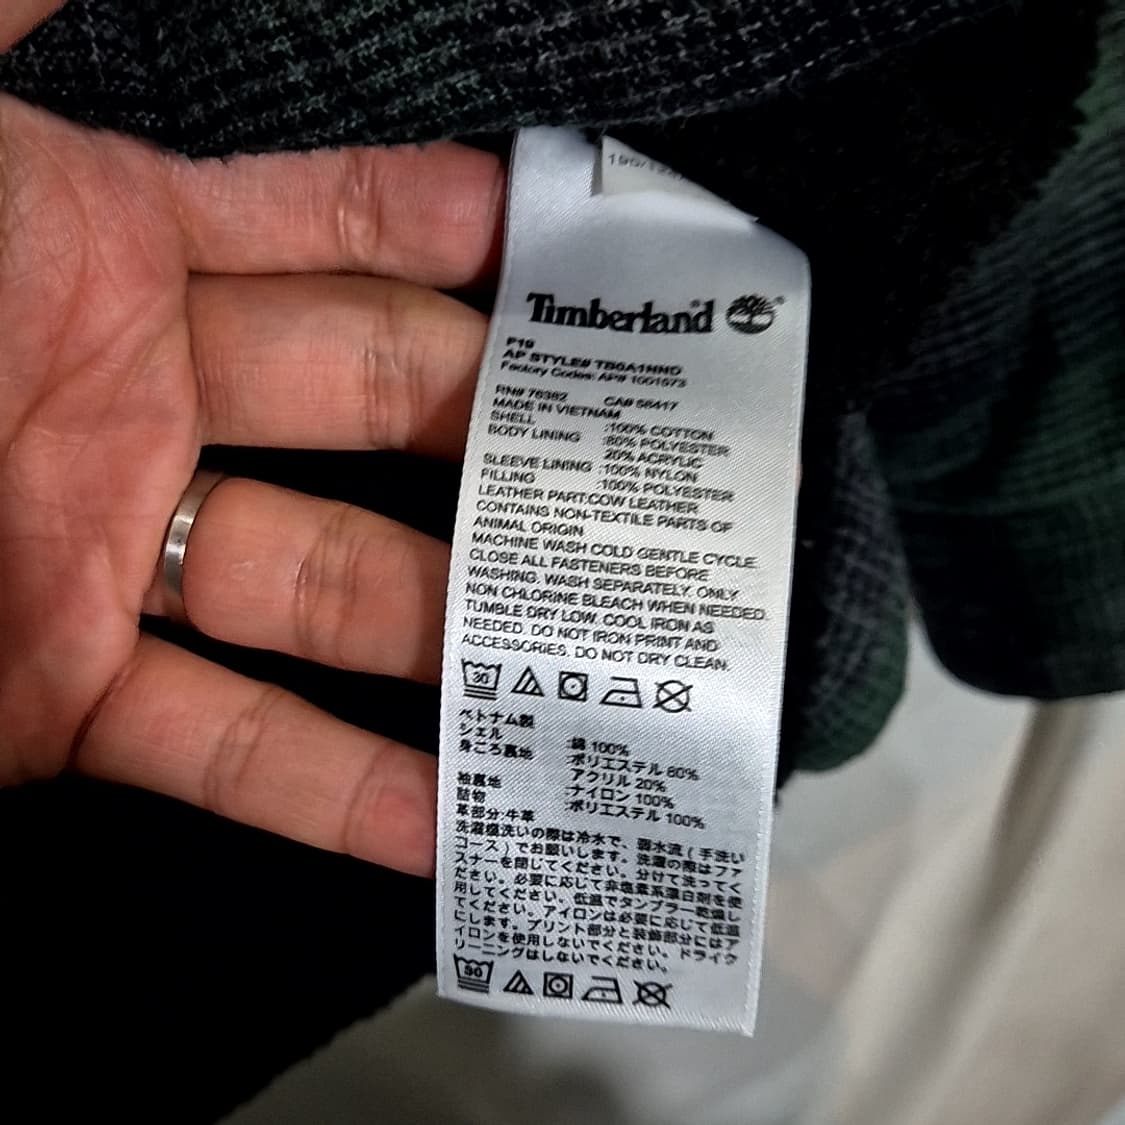 Timberland
F19
AP STYLE# TB0A1NND
Factory Codes: AP# 1001673
RN# 76382 CA# 56417
MADE IN VIETNAM
SHELL :100% COTTON
BODY LINING :80% POLYESTER
20% ACRYLIC
SLEEVE LINING :100% NYLON
FILLING :100% POLYESTER
LEATHER PART:COW LEATHER
CONTAINS NON-TEXTILE PARTS OF
ANIMAL ORIGIN
MACHINE WASH COLD GENTLE CYCLE.
CLOSE ALL FASTENERS BEFORE
WASHING. WASH SEPARATELY. ONLY
NON CHLORINE BLEACH WHEN NEEDED.
TUMBLE DRY LOW. COOL IRON AS
NEEDED. DO NOT IRON PRINT AND
ACCESSORIES. DO NOT DRY CLEAN.
30
ベトナム製
シェル :綿 100%
身ごろ裏地 :ポリエステル 80%
アクリル 20%
袖裏地 :ナイロン 100%
詰物 :ポリエステル 100%
革部分:牛革
洗濯機洗いの際は冷水で、弱水流(手洗い
コース)でお願いします。洗濯の際はファ
スナーを閉じてください。分けて洗ってく
ださい。必要に応じて非塩素系漂白剤を使
用してください。低温でタンブラー乾燥し
てください。アイロンは必要に応じて低温
にします。プリント部分と装飾部分にはア
イロンを使用しないでください。ドライク
リーニングはしないでください。
30